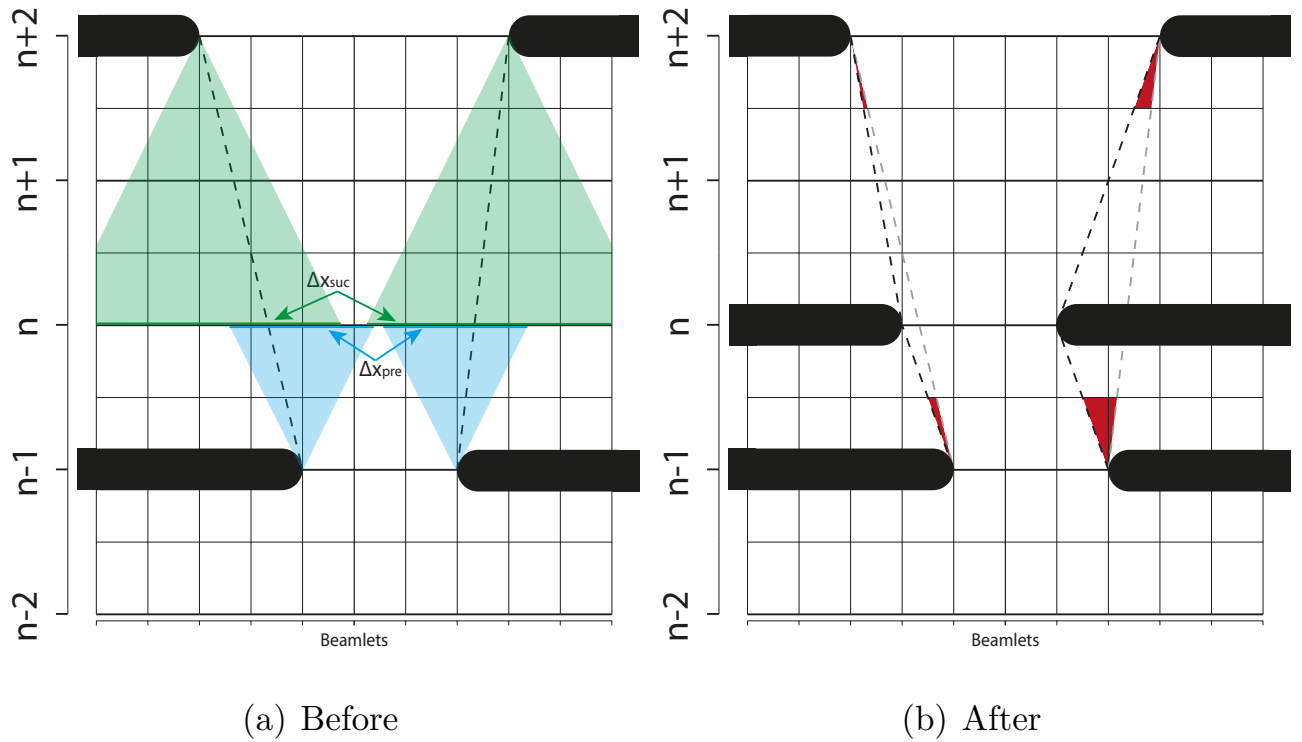 n+2
n+1
n
n-1
n-2
Δxsuc
Δxpre
Beamlets
(a) Before
n+2
n+1
n
n-1
n-2
Beamlets
(b) After